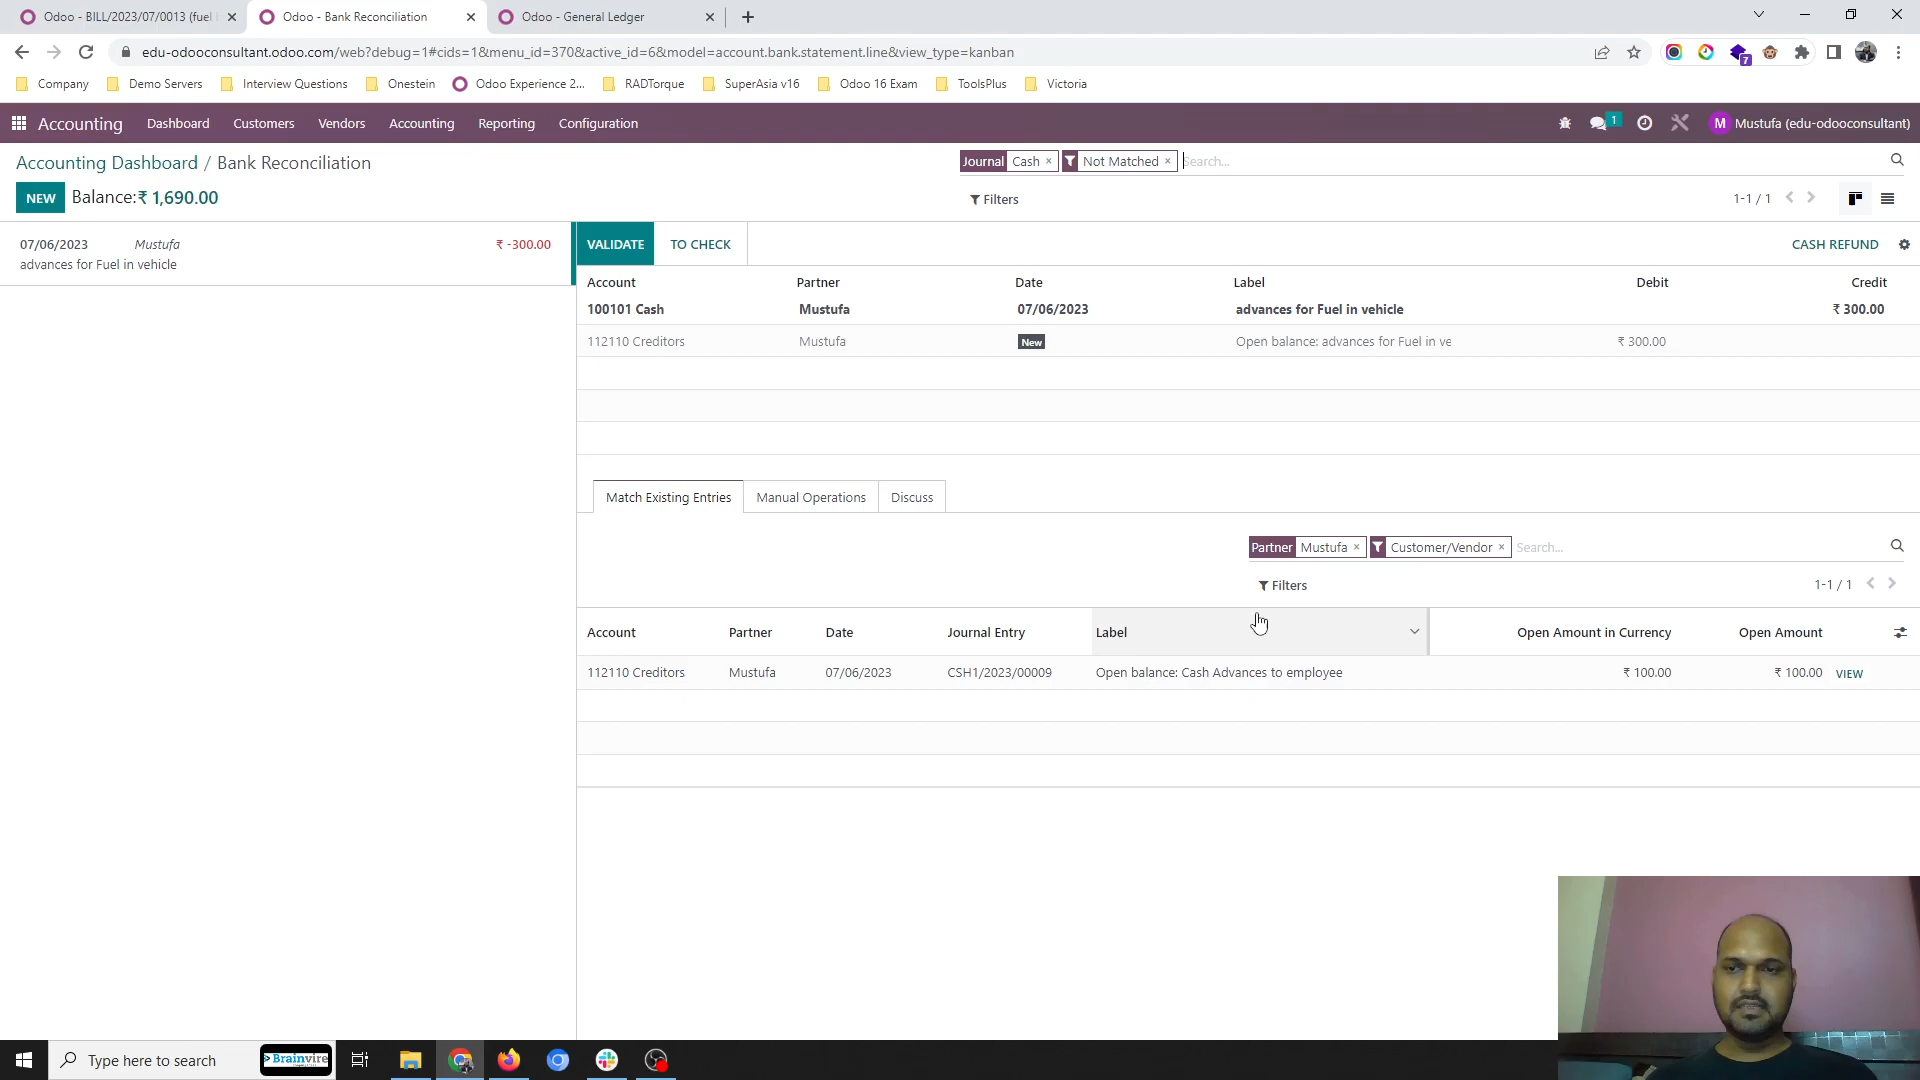 Odoo - BILL/2023/07/0013 (fuel
Odoo - Bank Reconciliation
Odoo - General Ledger
edu-odooconsultant.odoo.com/web?debug=1#cids=1&menu_id=370&active_id=6&model=account.bank.statement.line&view_type=kanban
7
Company
Demo Servers
Interview Questions
Onestein
Odoo Experience 2...
RADTorque
SuperAsia v16
Odoo 16 Exam
ToolsPlus
Victoria
Accounting
Dashboard
Customers
Vendors
Accounting
Reporting
Configuration
1
M
Mustufa (edu-odooconsultant)
Accounting Dashboard / Bank Reconciliation
Journal Cash ×
Not Matched ×
Search...
NEW
Balance:₹ 1,690.00
Filters
1-1 / 1
07/06/2023 Mustufa ₹ -300.00
advances for Fuel in vehicle
VALIDATE
TO CHECK
CASH REFUND
Account Partner Date Label Debit Credit
100101 Cash Mustufa 07/06/2023 advances for Fuel in vehicle ₹ 300.00
112110 Creditors Mustufa New Open balance: advances for Fuel in ve ₹ 300.00
Match Existing Entries
Manual Operations
Discuss
Partner Mustufa ×
Customer/Vendor ×
Search...
Filters
1-1 / 1
Account Partner Date Journal Entry Label Open Amount in Currency Open Amount
112110 Creditors Mustufa 07/06/2023 CSH1/2023/00009 Open balance: Cash Advances to employee ₹ 100.00 ₹ 100.00 VIEW
Type here to search
Brainvire